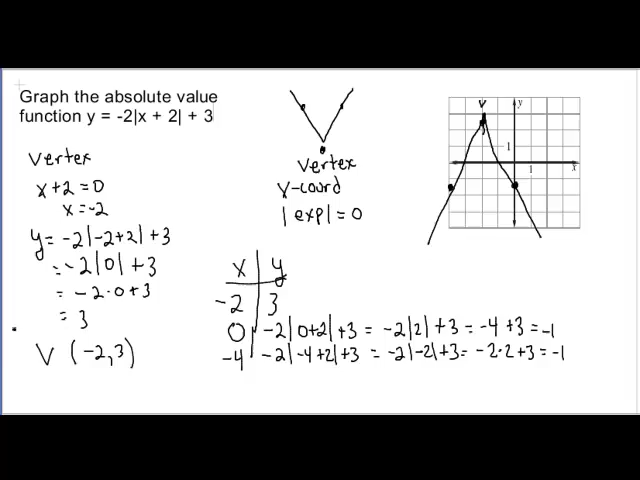 Graph the absolute value
function y = -2|x + 2| + 3
vertex
x+2=0
x=-2
y= -2|-2+2| +3
= -2|0| +3
= -2·0+3
= 3
V (-2,3)
vertex
x-coord
|exp|=0
V
y
1
1
x
x y
-2 3
0 -2|0+2| +3 = -2|2| +3 = -4 +3 = -1
-4 -2|-4+2| +3 = -2|-2|+3= -2·2 +3 = -1